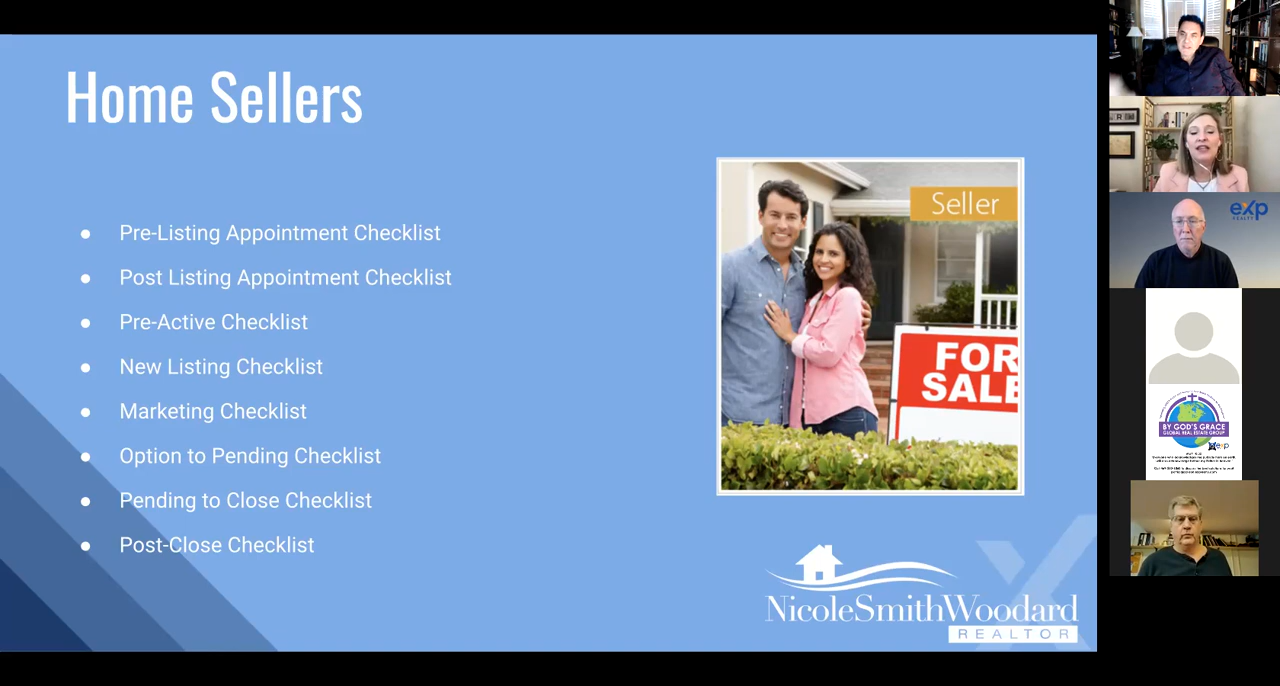 Home Sellers
Pre-Listing Appointment Checklist
Post Listing Appointment Checklist
Pre-Active Checklist
New Listing Checklist
Marketing Checklist
Option to Pending Checklist
Pending to Close Checklist
Post-Close Checklist
Seller
FOR
SALE
NicoleSmithWoodard
REALTOR
eXp
REALTY
BY GOD'S GRACE
GLOBAL REAL ESTATE GROUP
eXp